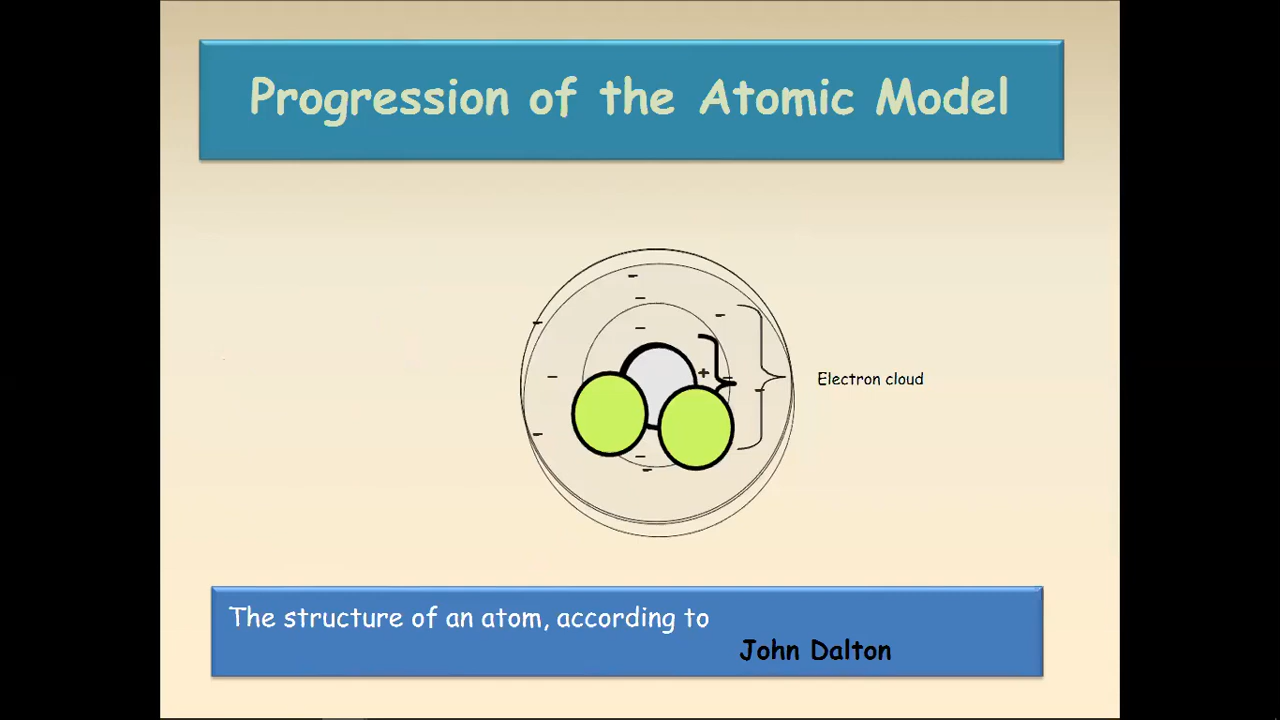 Progression of the Atomic Model
+
Electron cloud
The structure of an atom, according to
John Dalton